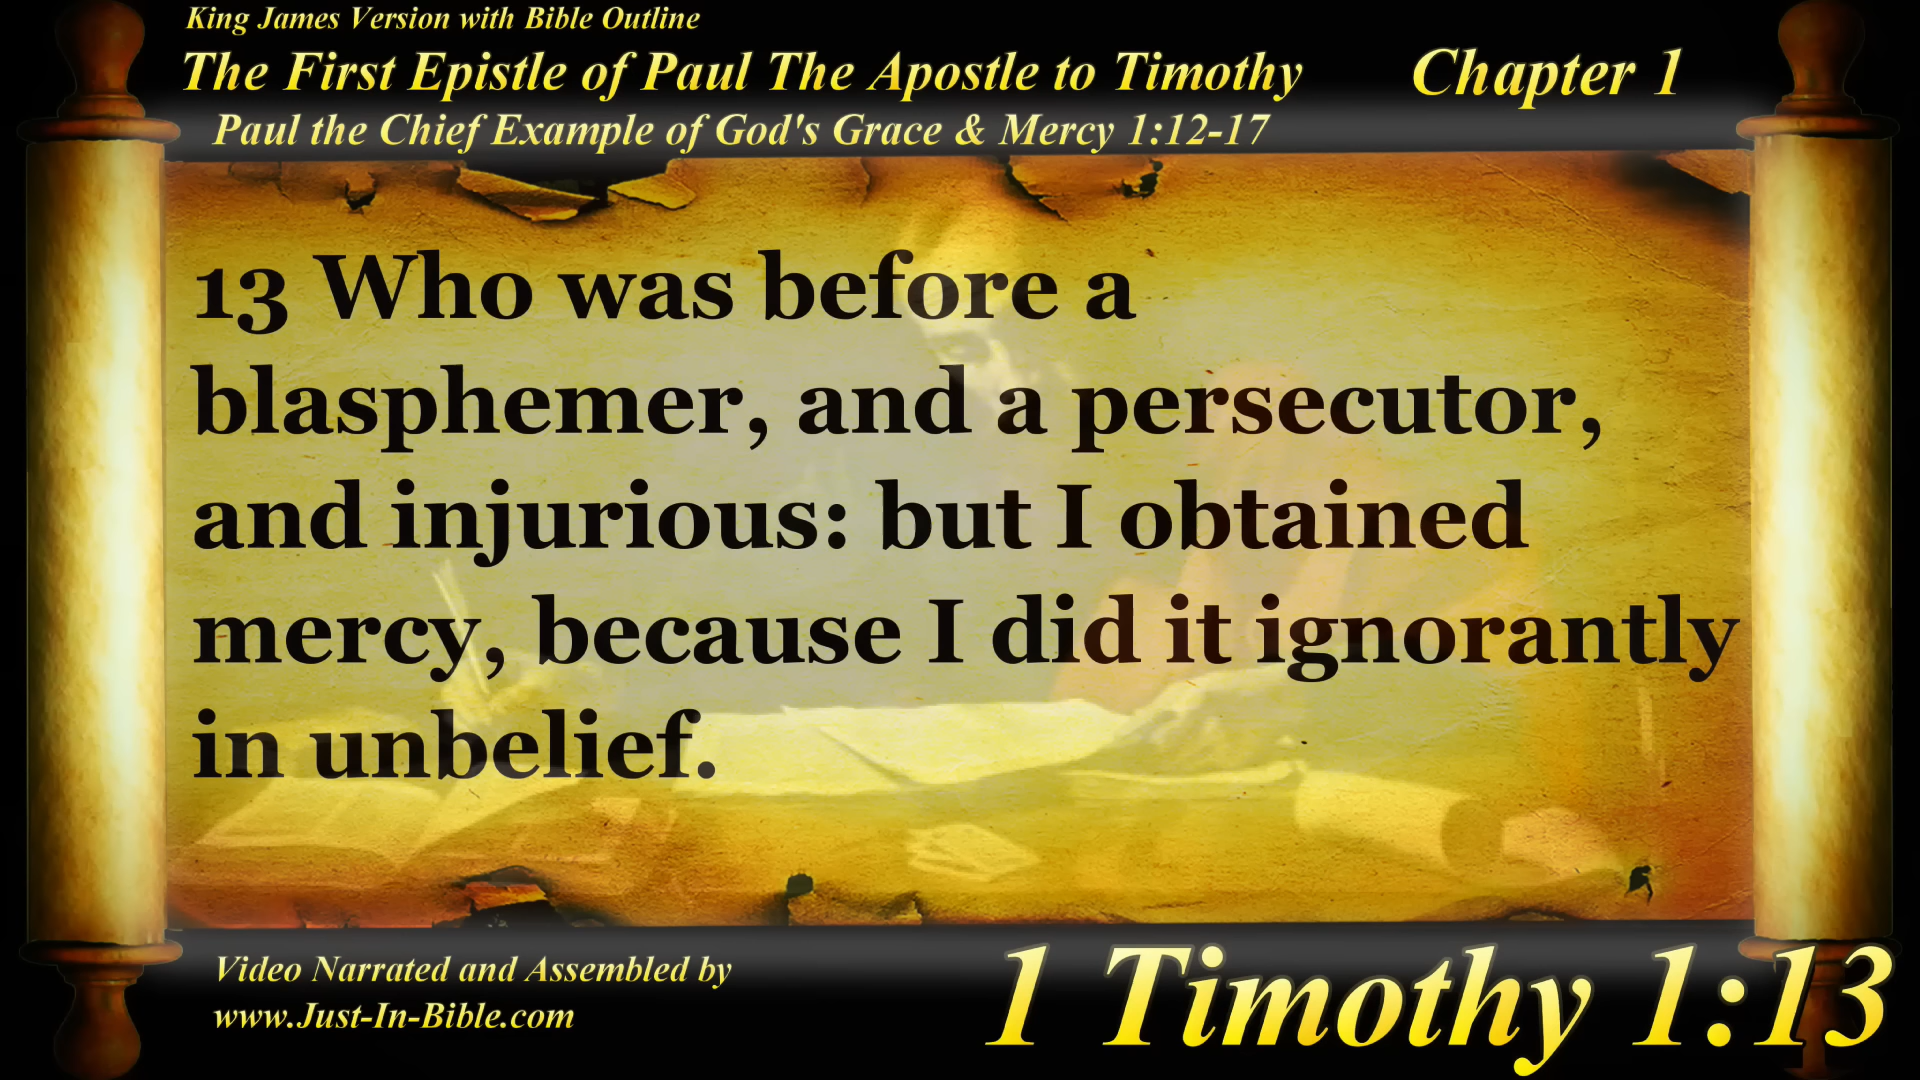 King James Version with Bible Outline
The First Epistle of Paul The Apostle to Timothy
Chapter 1
Paul the Chief Example of God's Grace & Mercy 1:12-17
13 Who was before a
blasphemer, and a persecutor,
and injurious: but I obtained
mercy, because I did it ignorantly
in unbelief.
Video Narrated and Assembled by
www.Just-In-Bible.com
1 Timothy 1:13